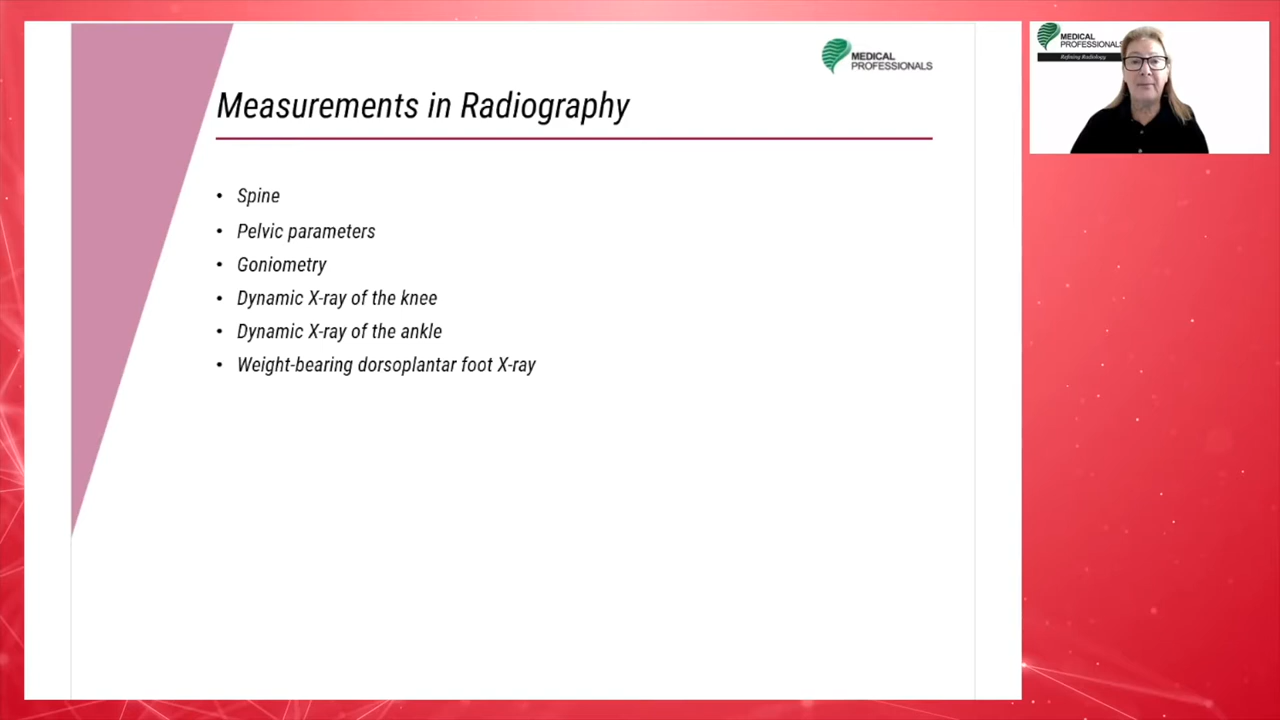 MEDICAL
PROFESSIONALS
Measurements in Radiography
• Spine
• Pelvic parameters
• Goniometry
• Dynamic X-ray of the knee
• Dynamic X-ray of the ankle
• Weight-bearing dorsoplantar foot X-ray
MEDICAL
PROFESSIONALS
Refining Radiology